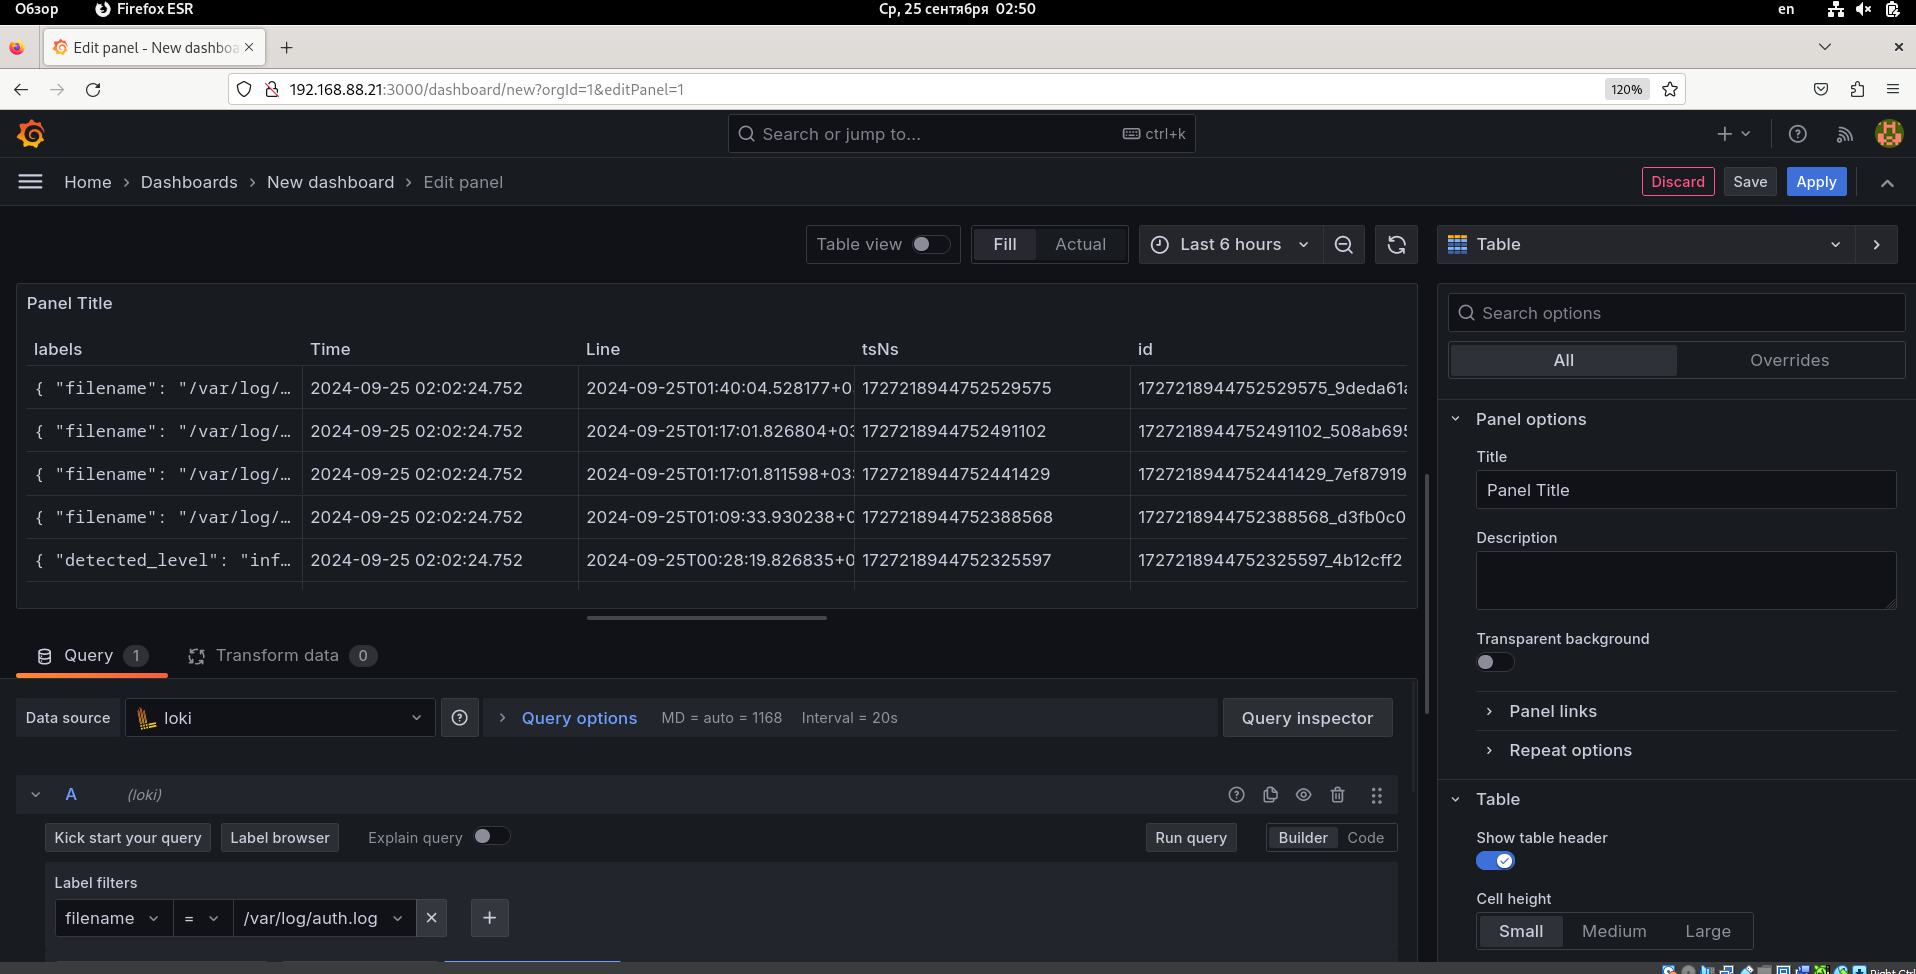 Обзор Firefox ESR Ср, 25 сентября 02:50 en
Edit panel - New dashboa
192.168.88.21:3000/dashboard/new?orgId=1&editPanel=1 120%
Search or jump to... ctrl+k
Home › Dashboards › New dashboard › Edit panel Discard Save Apply
Table view Fill Actual Last 6 hours Table
Panel Title
labels Time Line tsNs id
{ "filename": "/var/log/… 2024-09-25 02:02:24.752 2024-09-25T01:40:04.528177+0 1727218944752529575 1727218944752529575_9deda61a
{ "filename": "/var/log/… 2024-09-25 02:02:24.752 2024-09-25T01:17:01.826804+03 1727218944752491102 1727218944752491102_508ab695
{ "filename": "/var/log/… 2024-09-25 02:02:24.752 2024-09-25T01:17:01.811598+03 1727218944752441429 1727218944752441429_7ef87919
{ "filename": "/var/log/… 2024-09-25 02:02:24.752 2024-09-25T01:09:33.930238+0 1727218944752388568 1727218944752388568_d3fb0c0
{ "detected_level": "inf… 2024-09-25 02:02:24.752 2024-09-25T00:28:19.826835+0 1727218944752325597 1727218944752325597_4b12cff2
Query 1 Transform data 0
Data source loki Query options MD = auto = 1168 Interval = 20s Query inspector
A (loki)
Kick start your query Label browser Explain query Run query Builder Code
Label filters
filename = /var/log/auth.log
Search options
All Overrides
Panel options
Title
Panel Title
Description
Transparent background
Panel links
Repeat options
Table
Show table header
Cell height
Small Medium Large
Right Ctrl